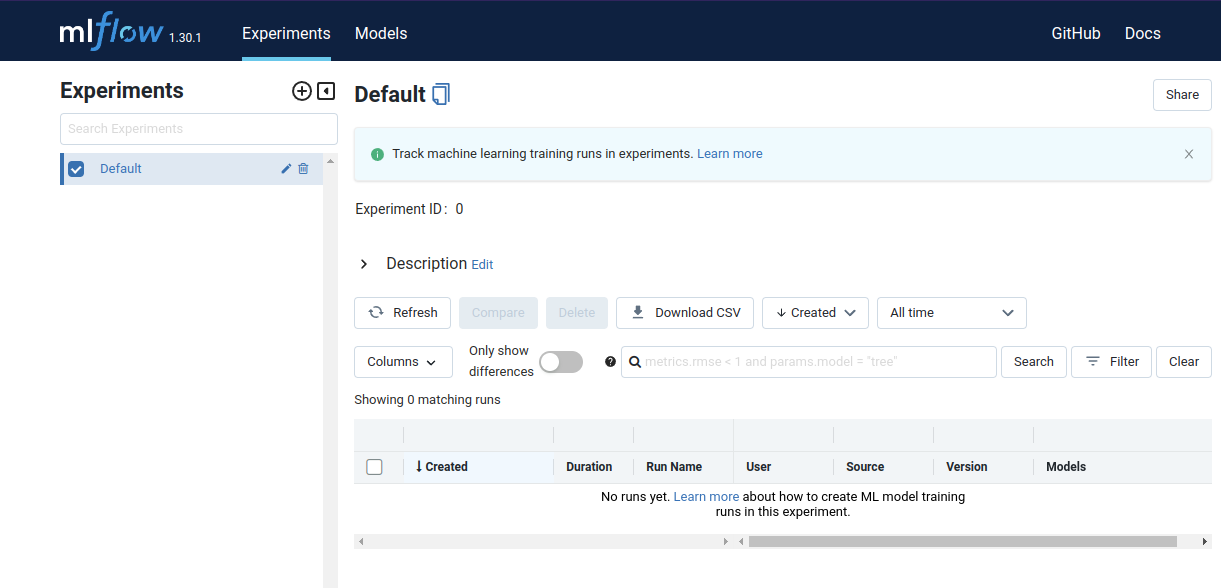 mlflow 1.30.1 Experiments Models GitHub Docs
Experiments
Search Experiments
Default
Default
Share
Track machine learning training runs in experiments. Learn more
Experiment ID: 0
Description Edit
Refresh Compare Delete Download CSV Created All time
Columns
Only show
differences
metrics.rmse < 1 and params.model = "tree"
Search Filter Clear
Showing 0 matching runs
Created Duration Run Name User Source Version Models
No runs yet. Learn more about how to create ML model training
runs in this experiment.